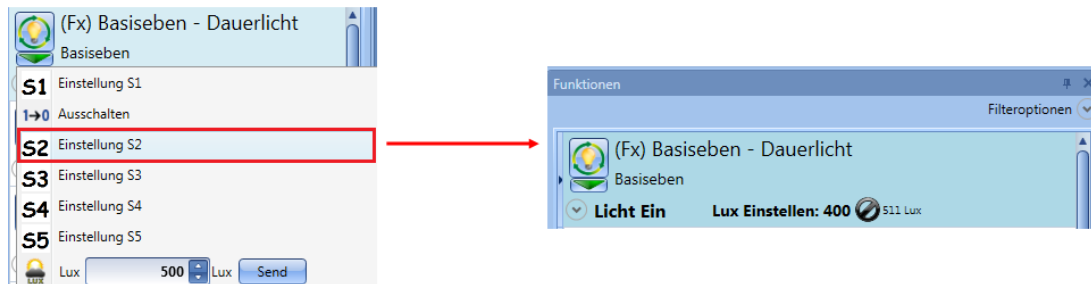 (Fx) Basiseben - Dauerlicht
Basiseben
S1 Einstellung S1
1→0 Ausschalten
S2 Einstellung S2
S3 Einstellung S3
S4 Einstellung S4
S5 Einstellung S5
LUX Lux 500 Lux Send
Funktionen
Filteroptionen
(Fx) Basiseben - Dauerlicht
Basiseben
Licht Ein Lux Einstellen: 400 511 Lux